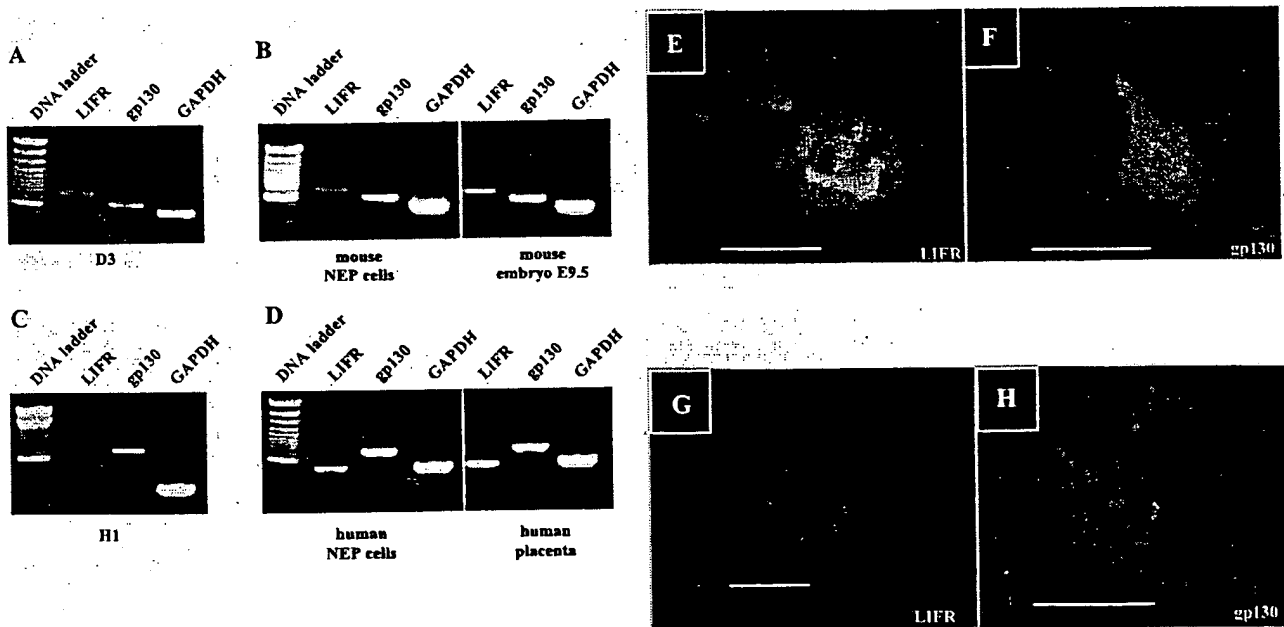 A
DNA ladder
LIFR
gp130
GAPDH
D3
B
DNA ladder
LIFR
gp130
GAPDH
LIFR
gp130
GAPDH
mouse
NEP cells
mouse
embryo E9.5
C
DNA ladder
LIFR
gp130
GAPDH
H1
D
DNA ladder
LIFR
gp130
GAPDH
LIFR
gp130
GAPDH
human
NEP cells
human
placenta
E
LIFR
F
gp130
G
LIFR
H
gp130